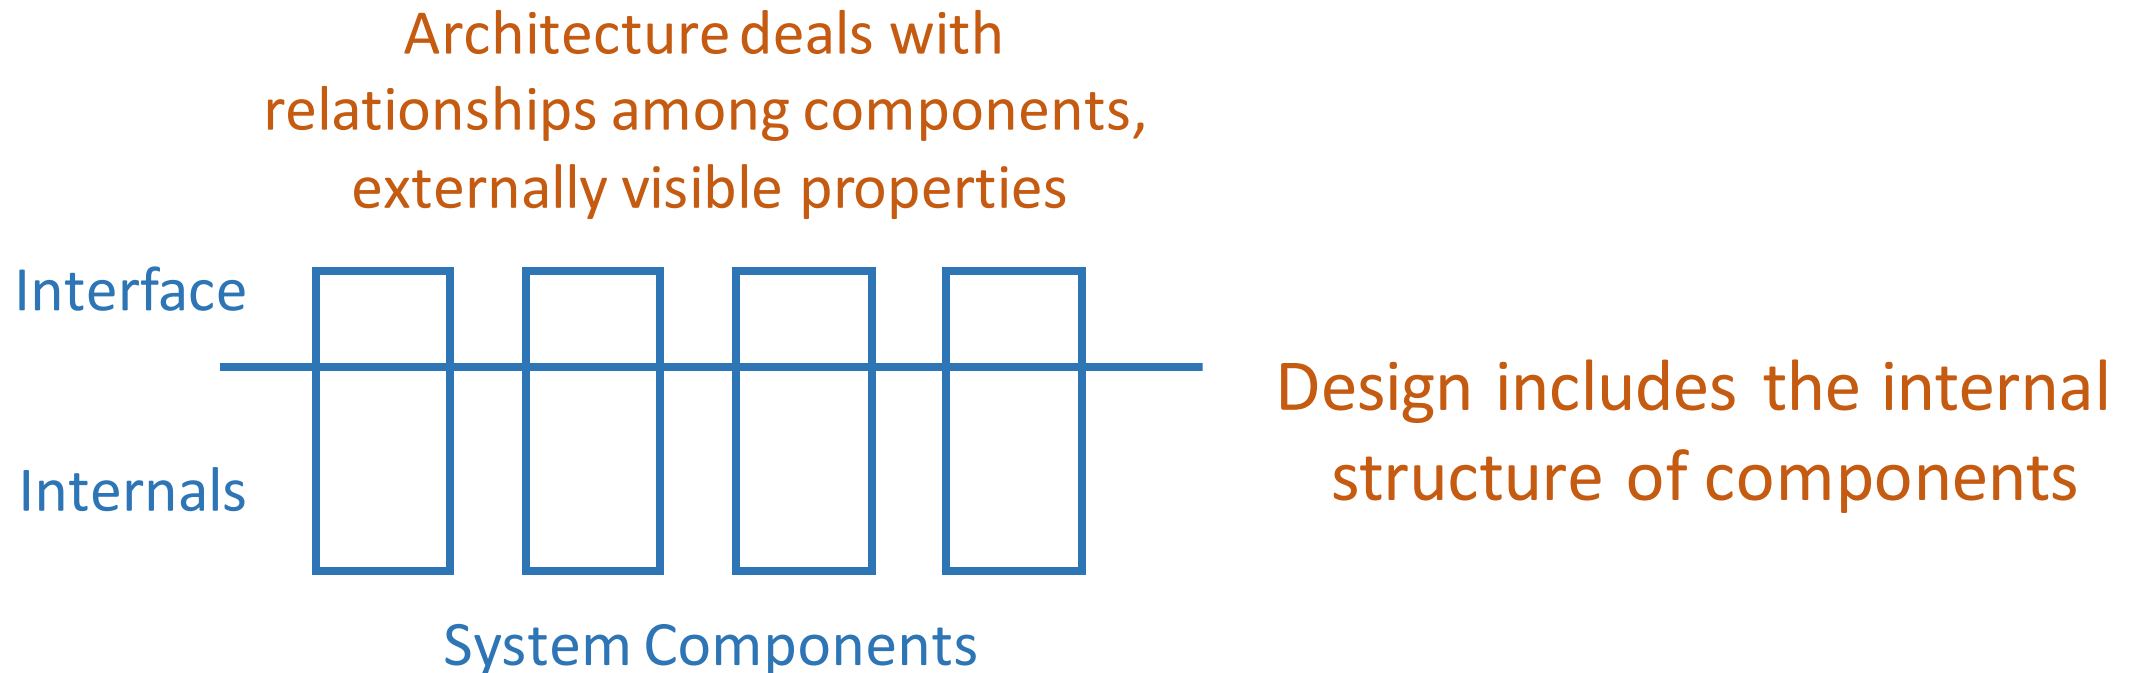 Architecture deals with
relationships among components,
externally visible properties
Interface
Internals
Design includes the internal
structure of components
System Components